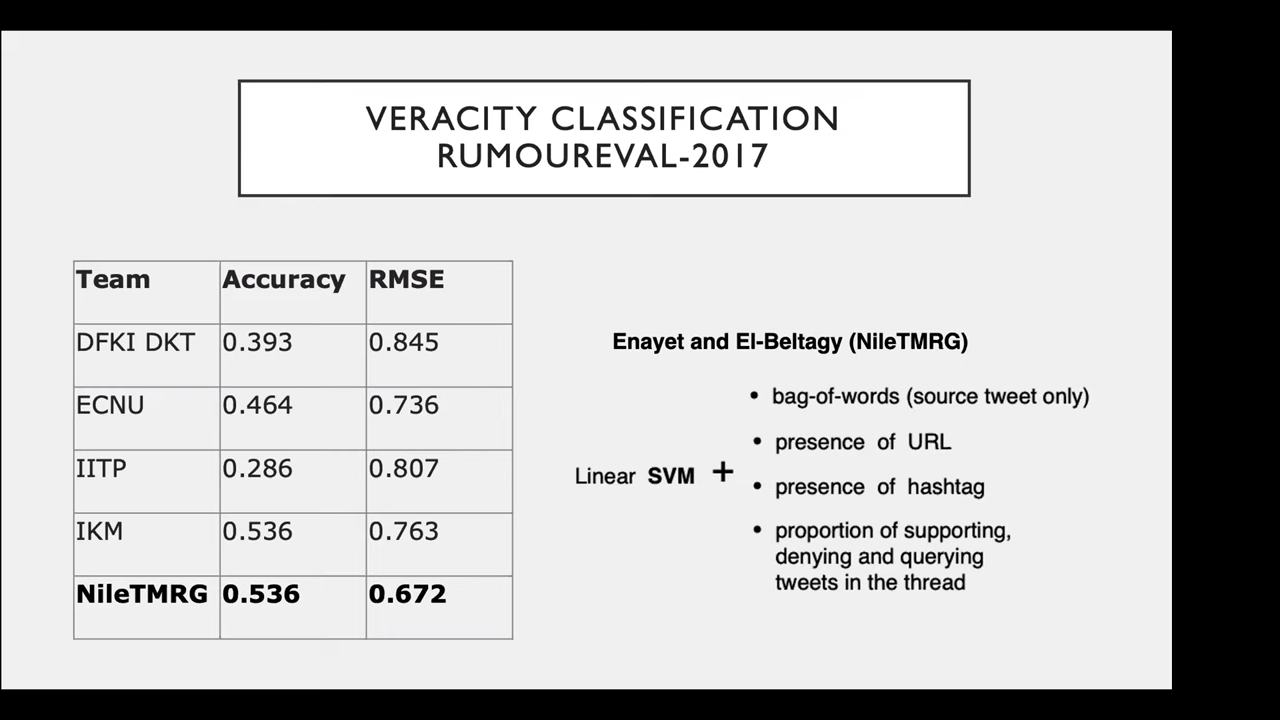 VERACITY CLASSIFICATION
RUMOUREVAL-2017
Team Accuracy RMSE
DFKI DKT 0.393 0.845
ECNU 0.464 0.736
IITP 0.286 0.807
IKM 0.536 0.763
NileTMRG 0.536 0.672
Enayet and El-Beltagy (NileTMRG)
Linear SVM +
• bag-of-words (source tweet only)
• presence of URL
• presence of hashtag
• proportion of supporting,
denying and querying
tweets in the thread